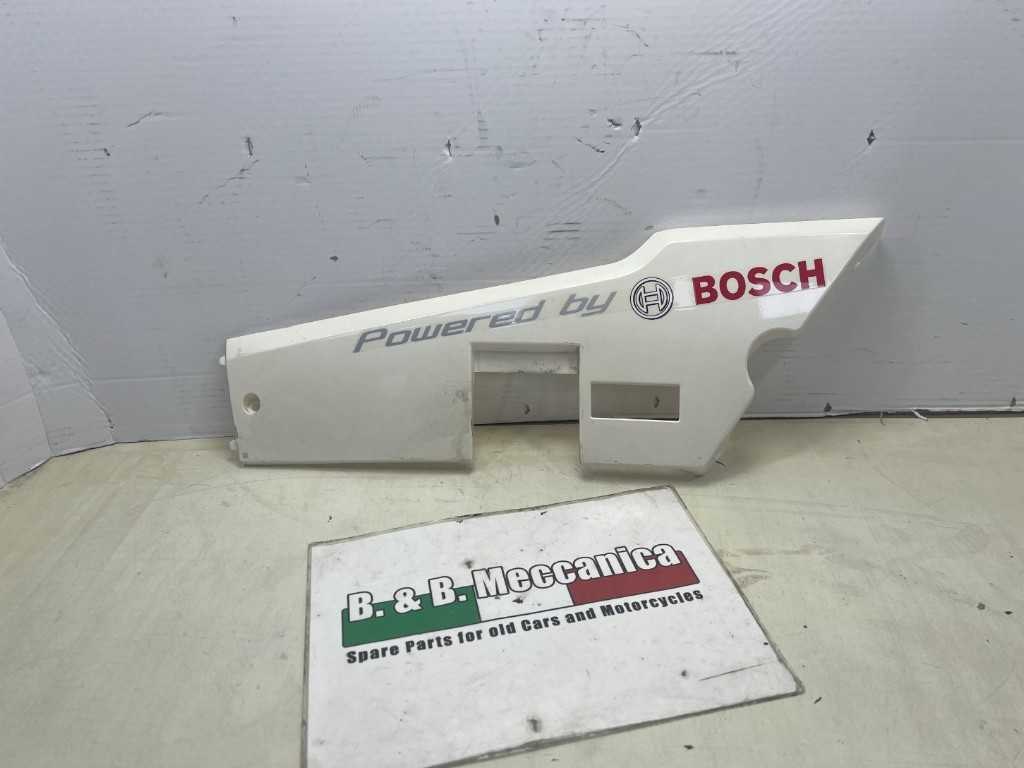 Powered by BOSCH
B. & B. Meccanica
Spare Parts for old Cars and Motorcycles